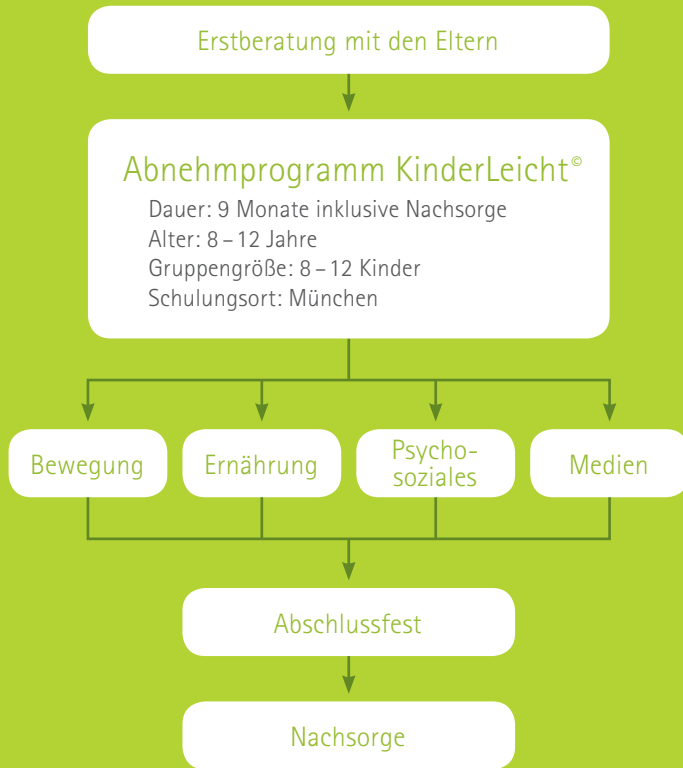 Erstberatung mit den Eltern
Abnehmprogramm KinderLeicht©
Dauer: 9 Monate inklusive Nachsorge
Alter: 8 – 12 Jahre
Gruppengröße: 8 – 12 Kinder
Schulungsort: München
Bewegung
Ernährung
Psycho-
soziales
Medien
Abschlussfest
Nachsorge